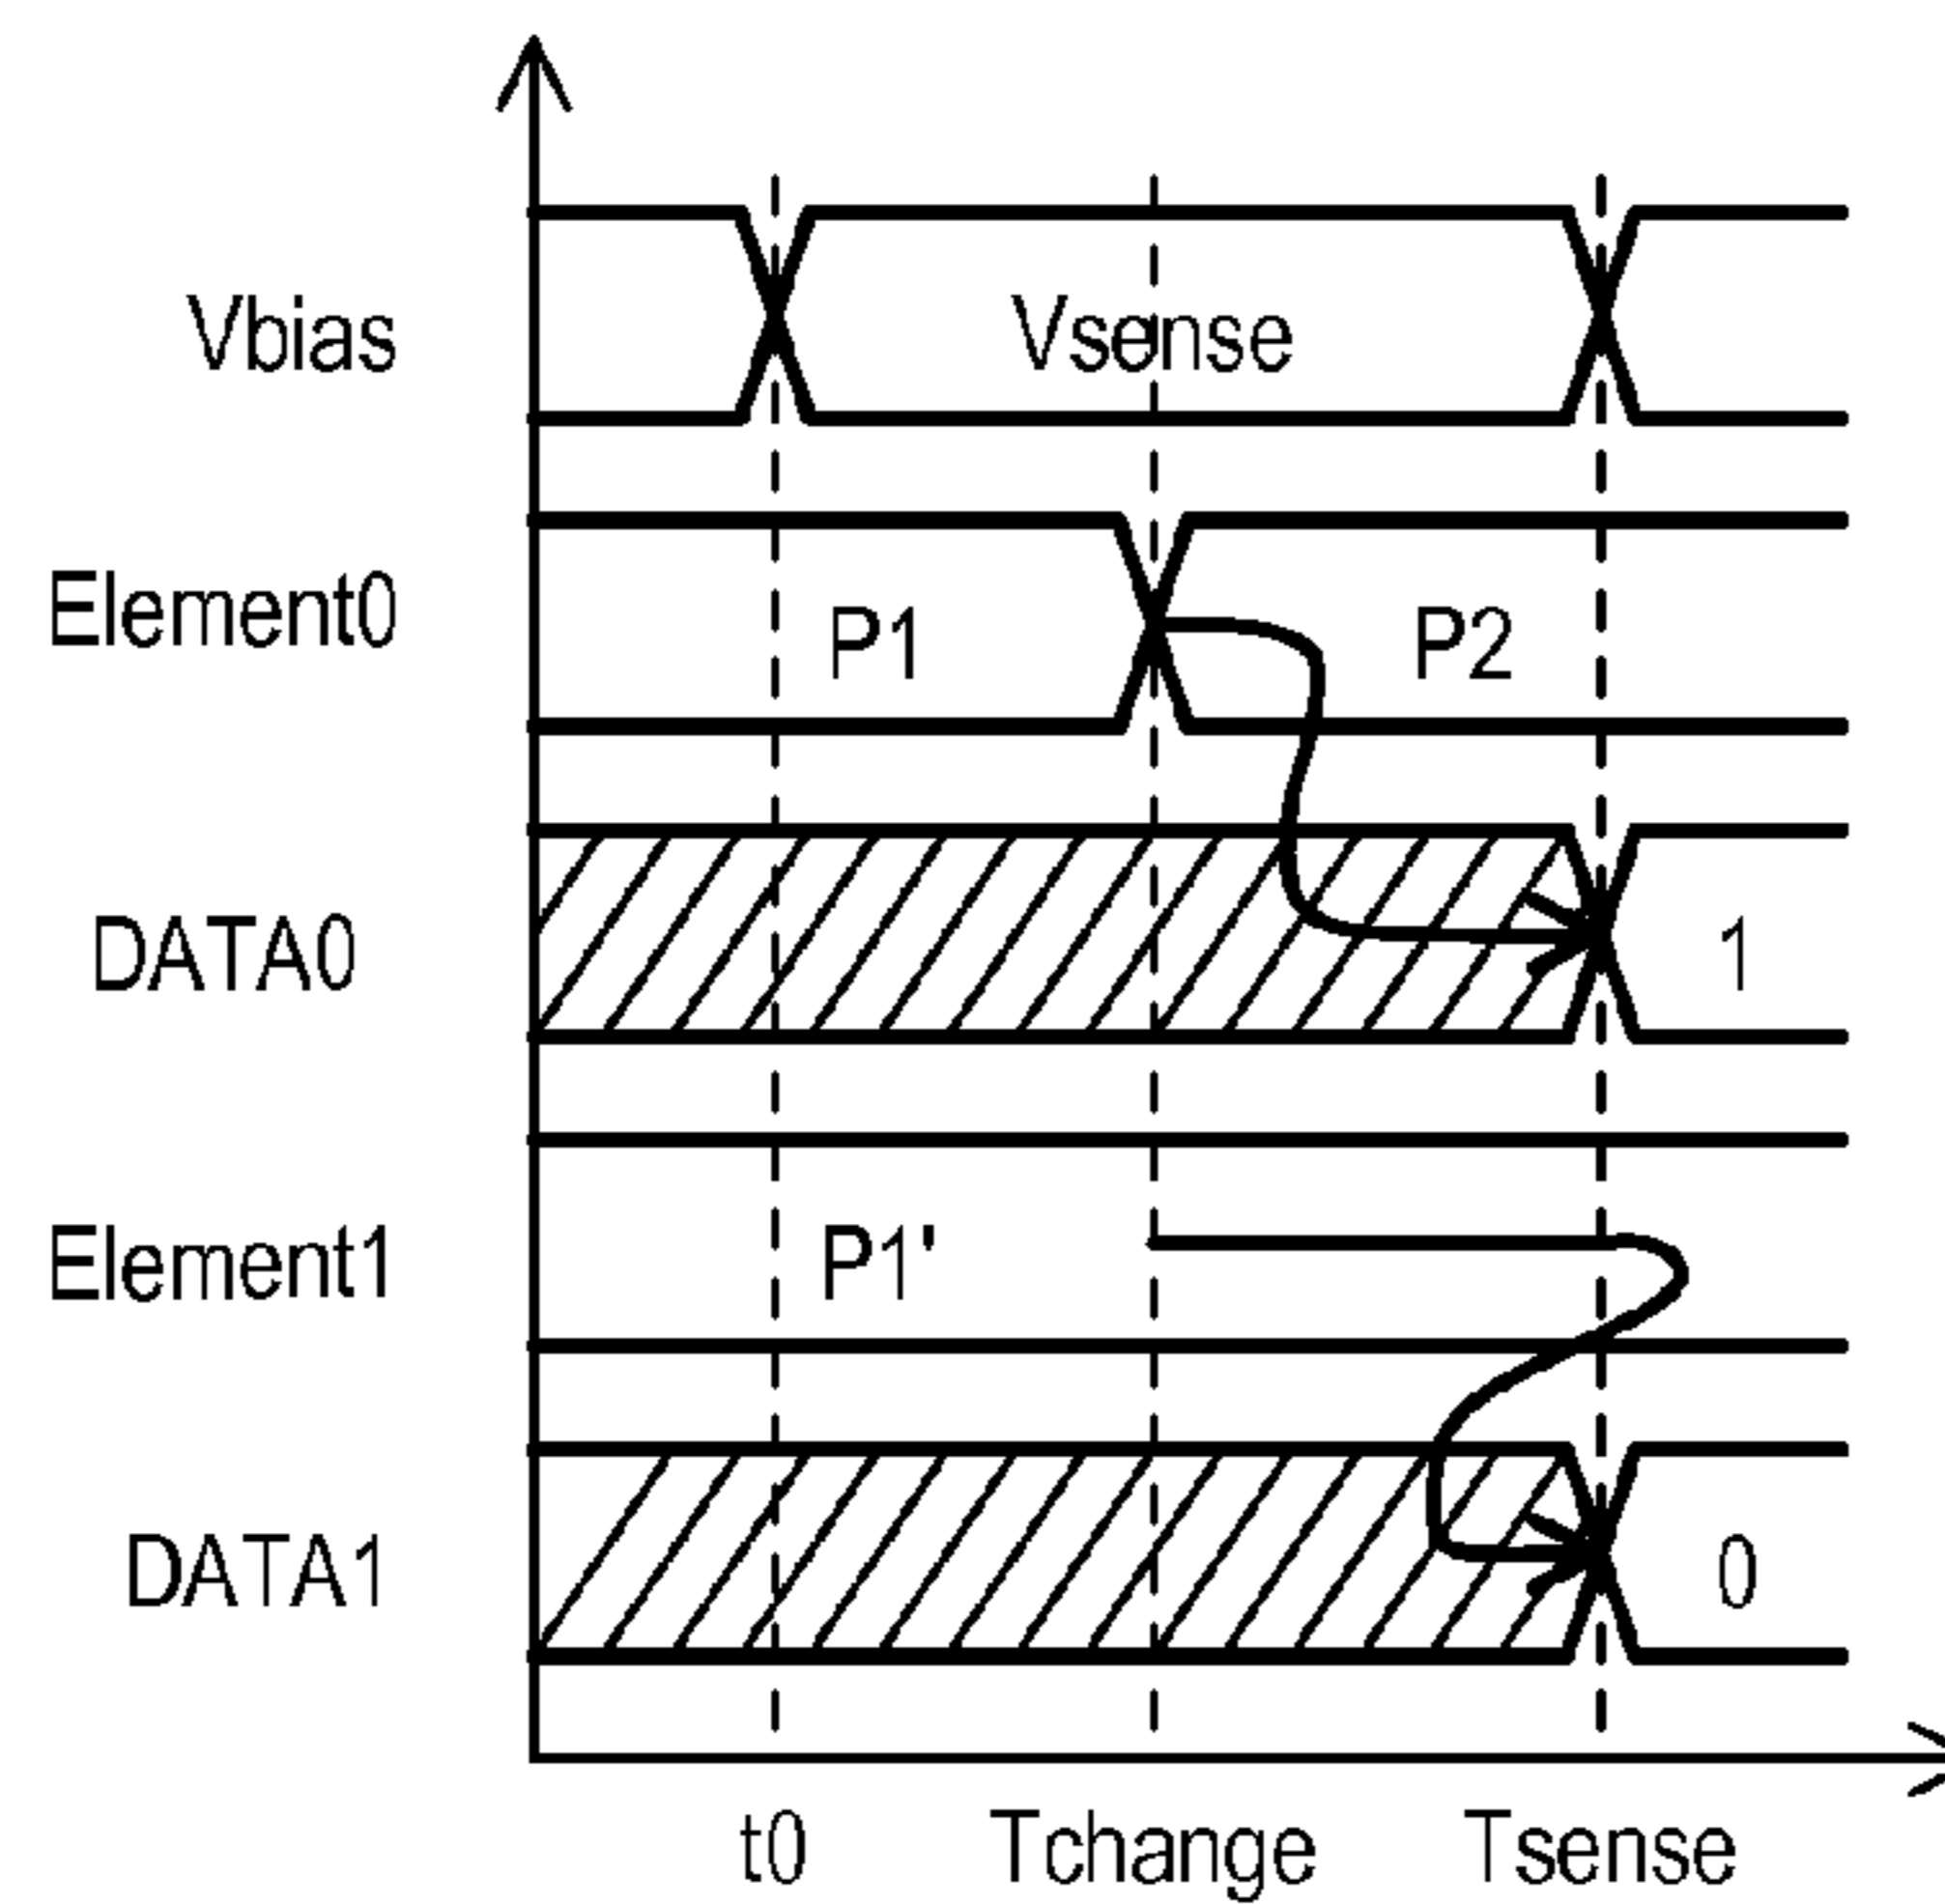 Vbias Vsense
Element0 P1 P2
DATA0 1
Element1 P1'
DATA1 0
t0 Tchange Tsense